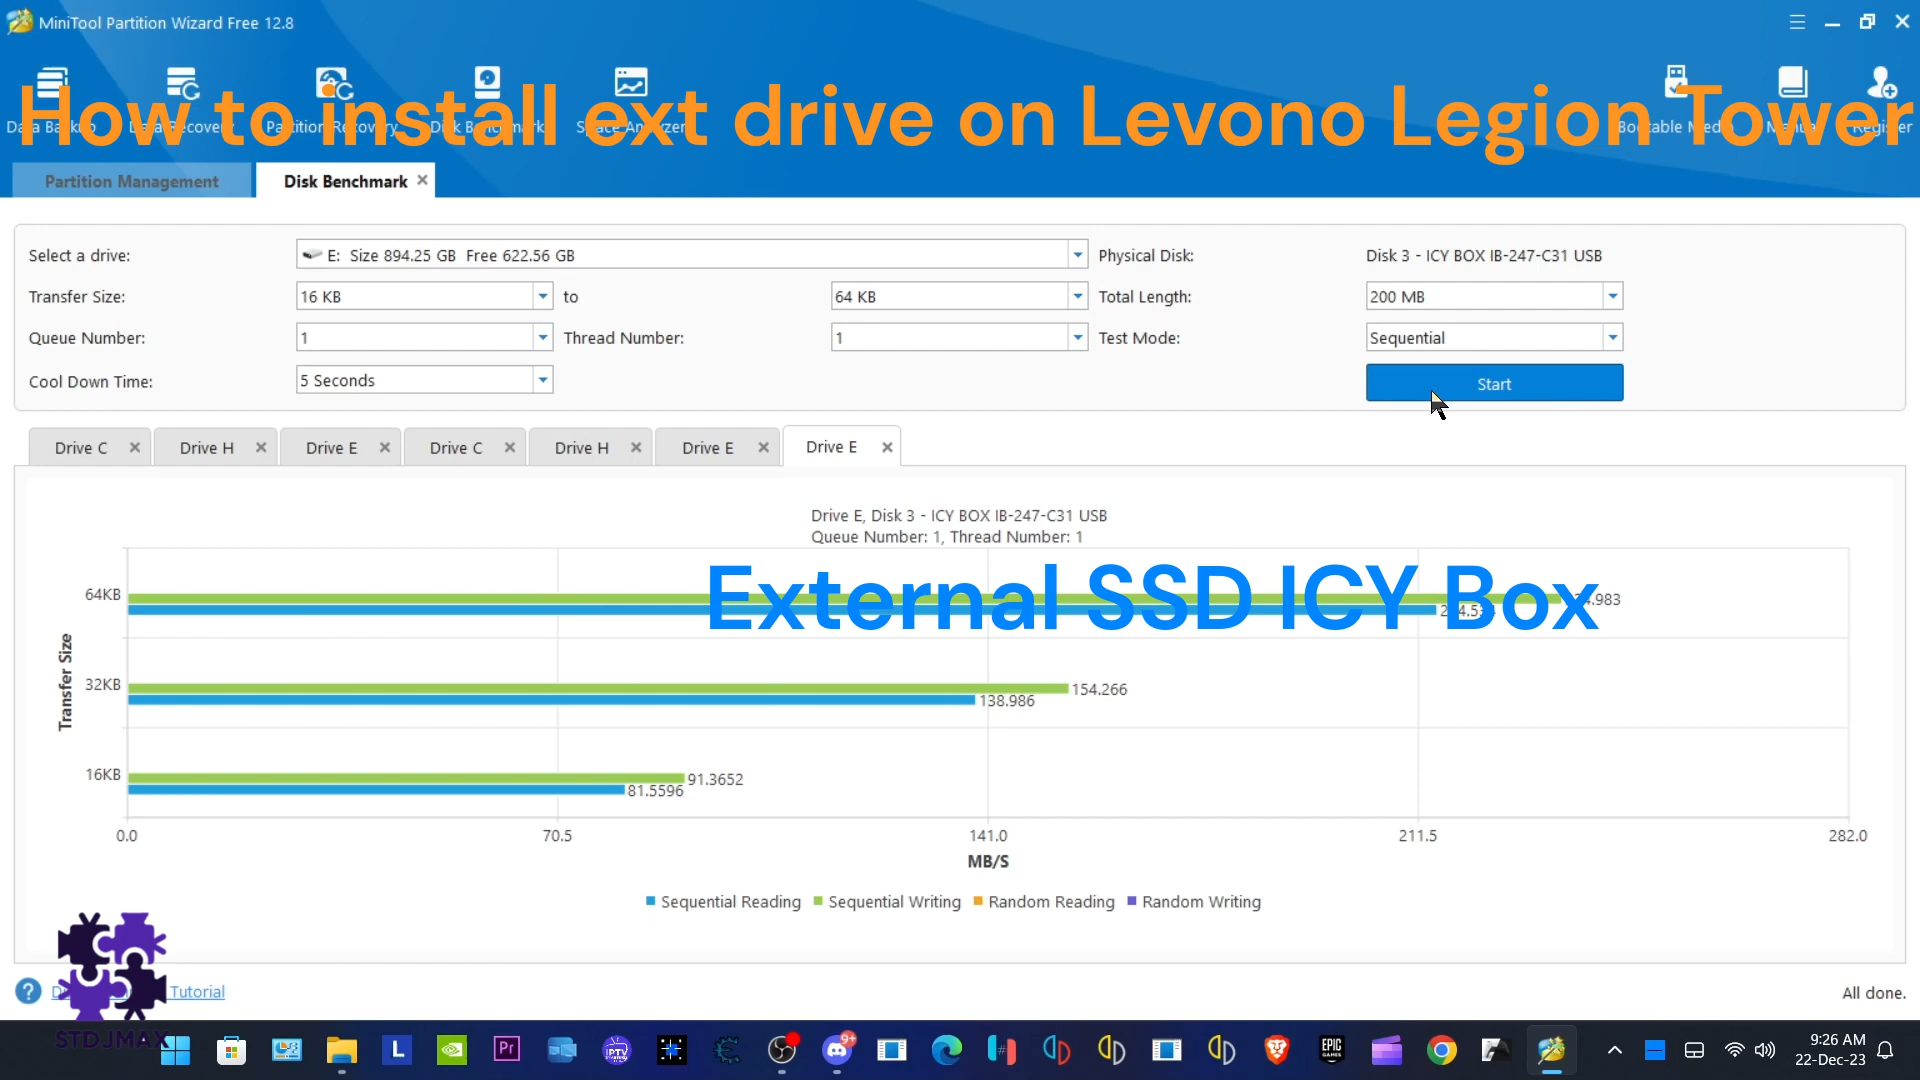 MiniTool Partition Wizard Free 12.8
How to install ext drive on Levono Legion Tower
Partition Management
Disk Benchmark
Select a drive: E: Size 894.25 GB Free 622.56 GB Physical Disk: Disk 3 - ICY BOX IB-247-C31 USB
Transfer Size: 16 KB to 64 KB Total Length: 200 MB
Queue Number: 1 Thread Number: 1 Test Mode: Sequential
Cool Down Time: 5 Seconds Start
Drive C Drive H Drive E Drive C Drive H Drive E Drive E
Drive E, Disk 3 - ICY BOX IB-247-C31 USB
Queue Number: 1, Thread Number: 1
External SSD ICY Box
64KB
Transfer Size
32KB 154.266
138.986
16KB 91.3652
81.5596
0.0 70.5 141.0 211.5 282.0
MB/S
Sequential Reading Sequential Writing Random Reading Random Writing
Tutorial
All done.
STDJMAX
L Pr IPTV 9+ EPIC GAMES
9:26 AM
22-Dec-23